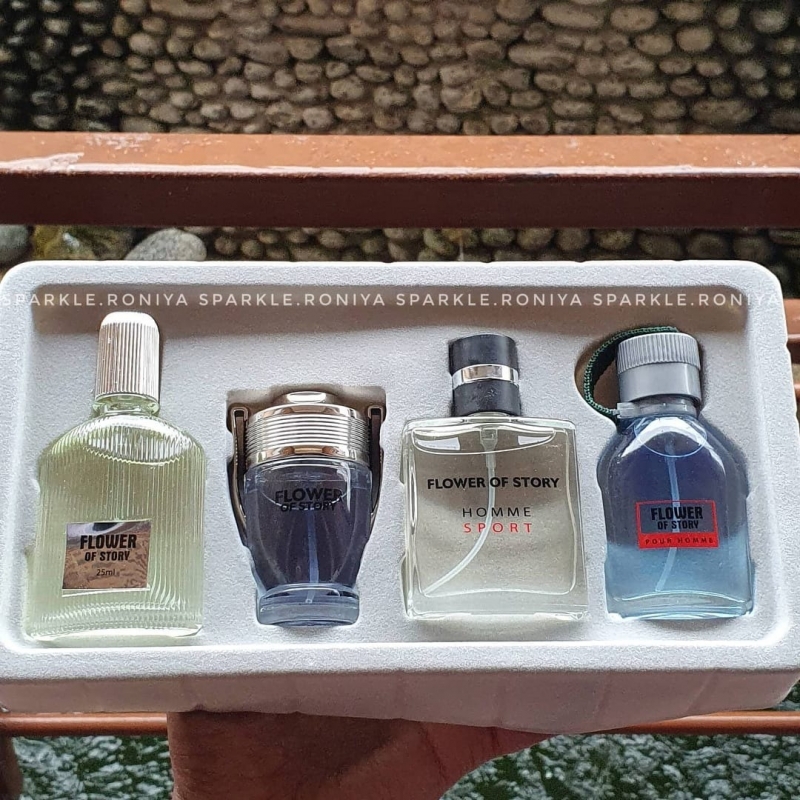 SPARKLE.RONIYA SPARKLE.RONIYA SPARKLE.RONIYA SPARKLE.RONIYA
FLOWER
OF STORY
25ml
FLOWER
OF STORY
FLOWER OF STORY
HOMME
SPORT
FLOWER
OF STORY
POUR HOMME